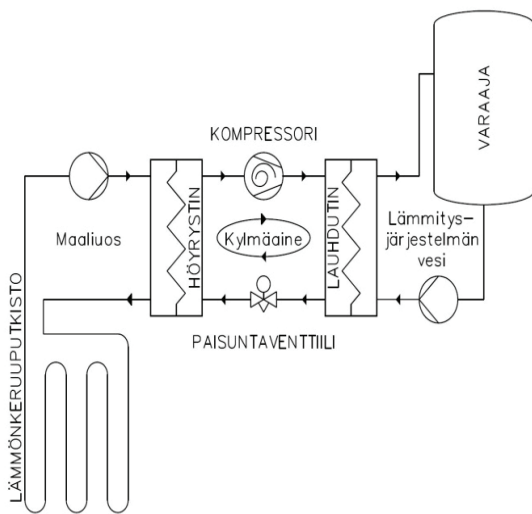 VARAAJA
KOMPRESSORI
Maaliuos
HÖYRYSTIN
Kylmäaine
LAUHDUTIN
Lämmitys-
järjestelmän
vesi
PAISUNTAVENTTIILI
LÄMMÖNKERUUPUTKISTO